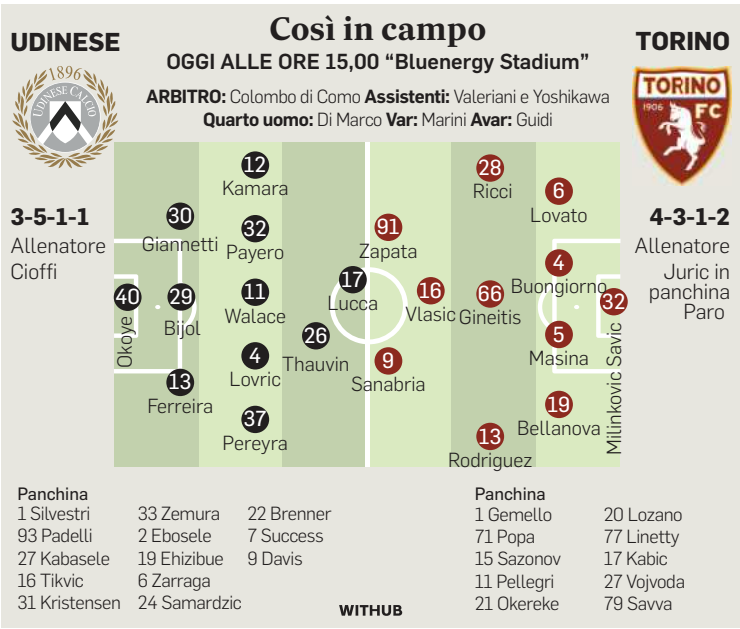 Così in campo
OGGI ALLE ORE 15,00 “Bluenergy Stadium”
ARBITRO: Colombo di Como Assistenti: Valeriani e Yoshikawa
Quarto uomo: Di Marco Var: Marini Avar: Guidi
UDINESE
1896
UDINESE CALCIO
3-5-1-1
Allenatore
Cioffi
TORINO
TORINO
1906
FC
4-3-1-2
Allenatore
Juric in
panchina
Paro
40
Okoye
30
Giannetti
29
Bijol
13
Ferreira
12
Kamara
32
Payero
11
Walace
4
Lovric
37
Pereyra
26
Thauvin
17
Lucca
91
Zapata
9
Sanabria
16
Vlasic
28
Ricci
66
Gineitis
13
Rodriguez
6
Lovato
4
Buongiorno
5
Masina
19
Bellanova
32
Milinkovic Savic
Panchina
1 Silvestri
93 Padelli
27 Kabasele
16 Tikvic
31 Kristensen
33 Zemura
2 Ebosele
19 Ehizibue
6 Zarraga
24 Samardzic
22 Brenner
7 Success
9 Davis
WITHUB
Panchina
1 Gemello
71 Popa
15 Sazonov
11 Pellegri
21 Okereke
20 Lozano
77 Linetty
17 Kabic
27 Vojvoda
79 Savva